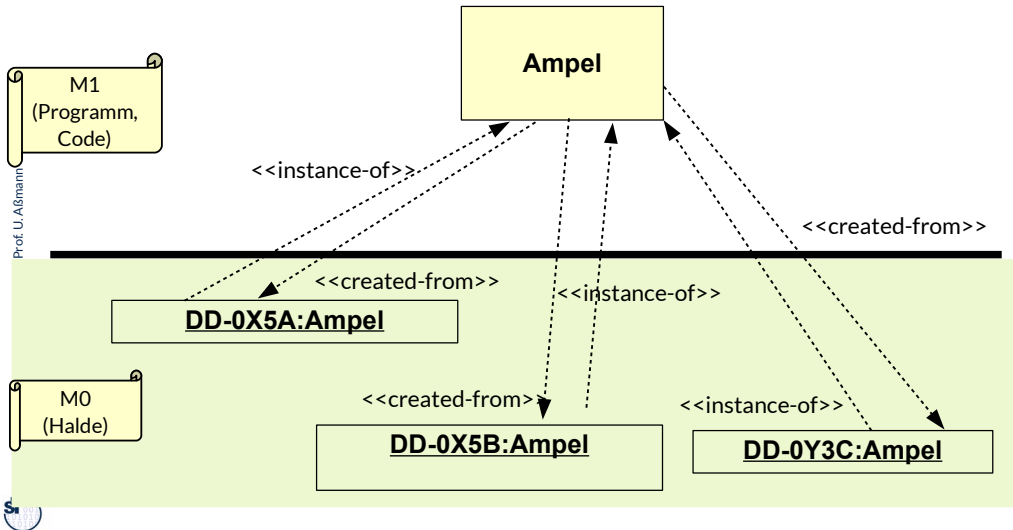 Ampel
M1
(Programm,
Code)
<<instance-of>>
Prof. U. Aßmann
<<created-from>>
<<created-from>>
<<instance-of>>
DD-0X5A:Ampel
M0
(Halde)
<<created-from>
<<instance-of>>
DD-0X5B:Ampel
DD-0Y3C:Ampel